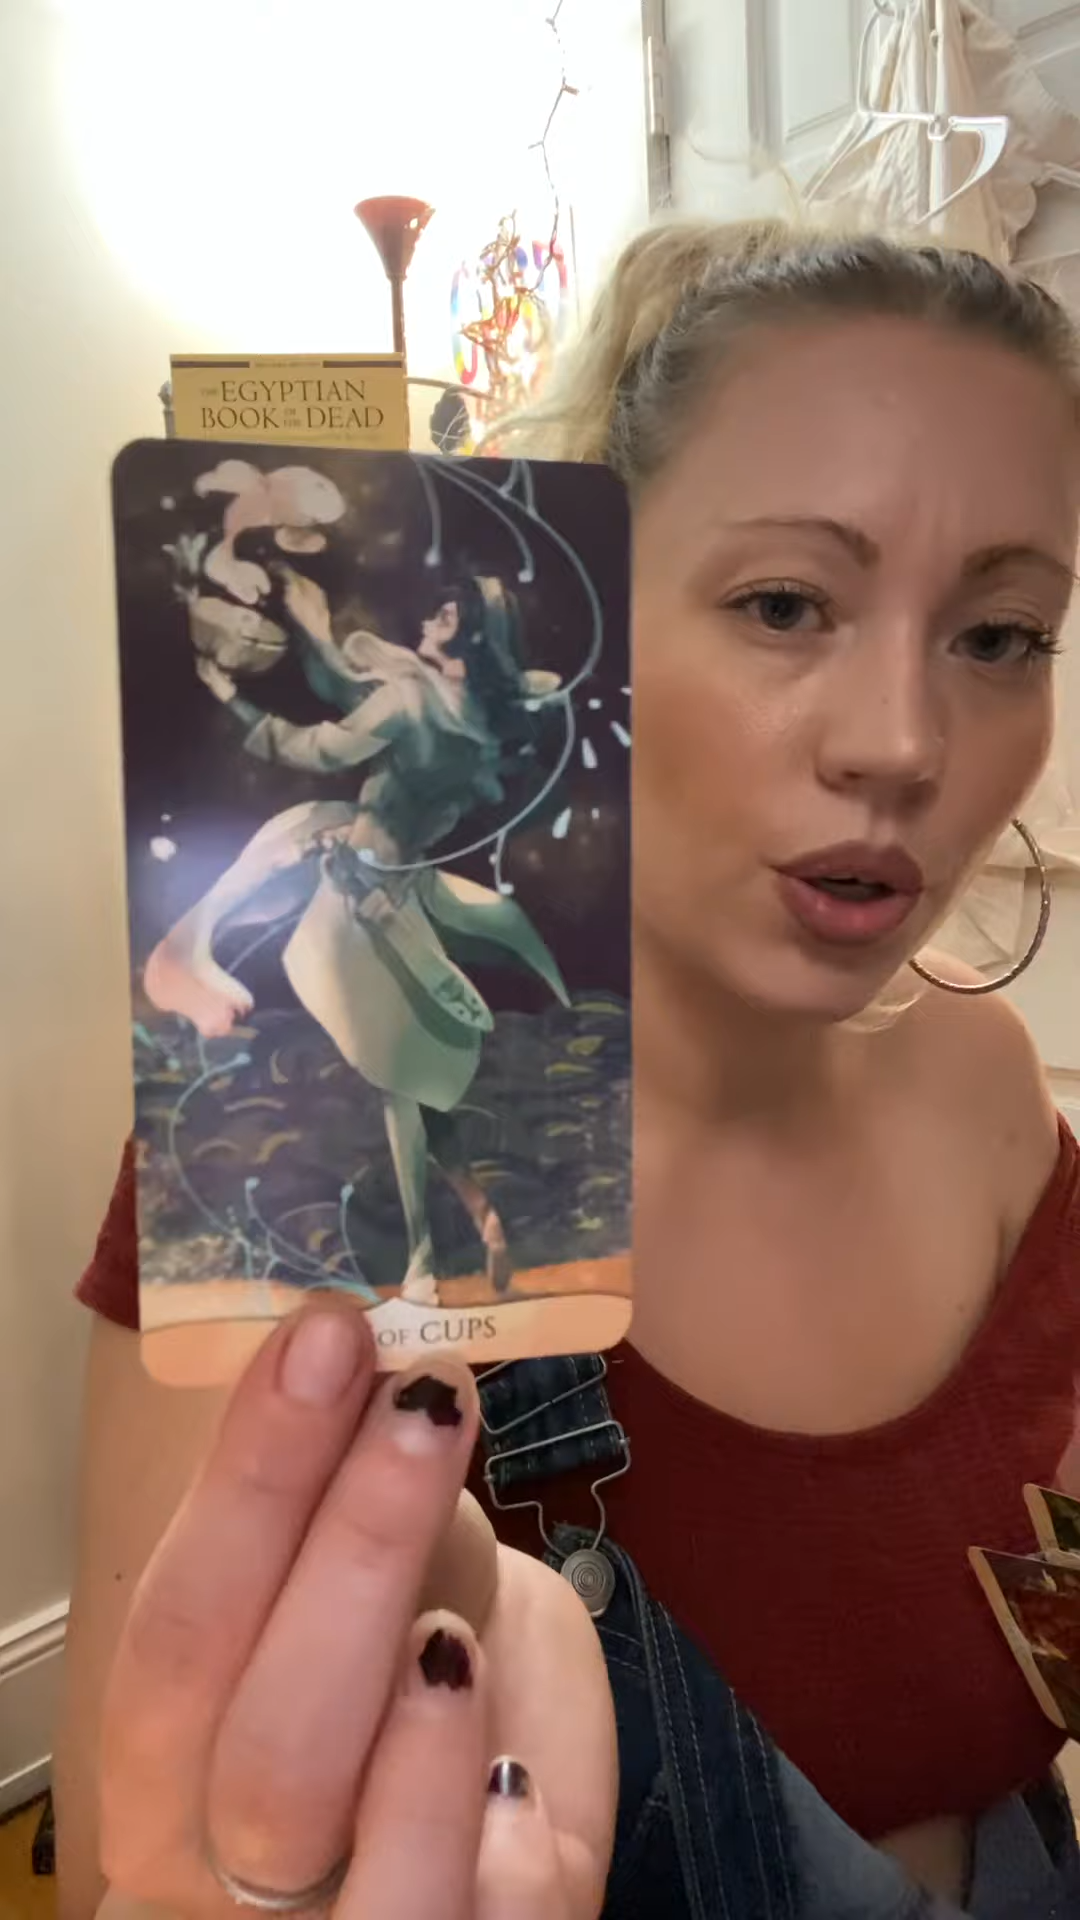 THE EGYPTIAN
BOOK OF THE DEAD
OF CUPS